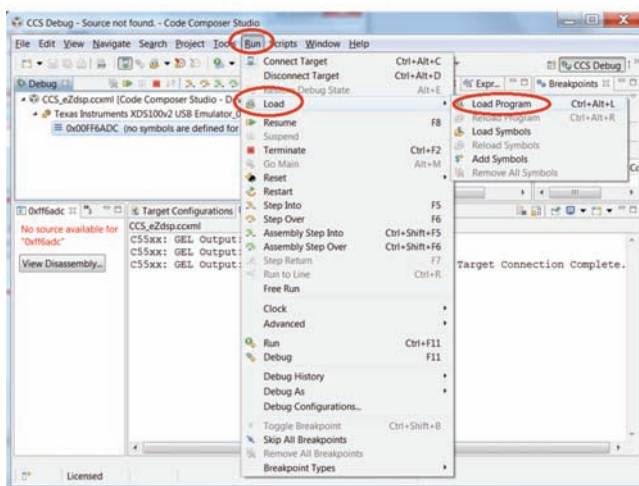 CCS Debug - Source not found. - Code Composer Studio
File Edit View Navigate Search Project Tools Run Scripts Window Help
CCS Debug
Debug
CCS_eZdsp.ccxml [Code Composer Studio - De
Texas Instruments XDS100v2 USB Emulator_0
0x00FF6ADC (no symbols are defined for
Connect Target Ctrl+Alt+C
Disconnect Target Ctrl+Alt+D
Restore Debug State Alt+E
Load
Resume F8
Suspend
Terminate Ctrl+F2
Go Main Alt+M
Reset
Restart
Step Into F5
Step Over F6
Assembly Step Into Ctrl+Shift+F5
Assembly Step Over Ctrl+Shift+F6
Step Return F7
Run to Line Ctrl+R
Free Run
Clock
Advanced
Run Ctrl+F11
Debug F11
Debug History
Debug As
Debug Configurations...
Toggle Breakpoint Ctrl+Shift+B
Skip All Breakpoints
Remove All Breakpoints
Breakpoint Types
Expr...
Breakpoints
Load Program Ctrl+Alt+L
Reload Program Ctrl+Alt+R
Load Symbols
Reload Symbols
Add Symbols
Remove All Symbols
0xff6adc
No source available for
"0xff6adc"
View Disassembly...
Target Configurations
CCS_eZdsp.ccxml
C55xx: GEL Output:
C55xx: GEL Output:
C55xx: GEL Output: Target Connection Complete.
Licensed